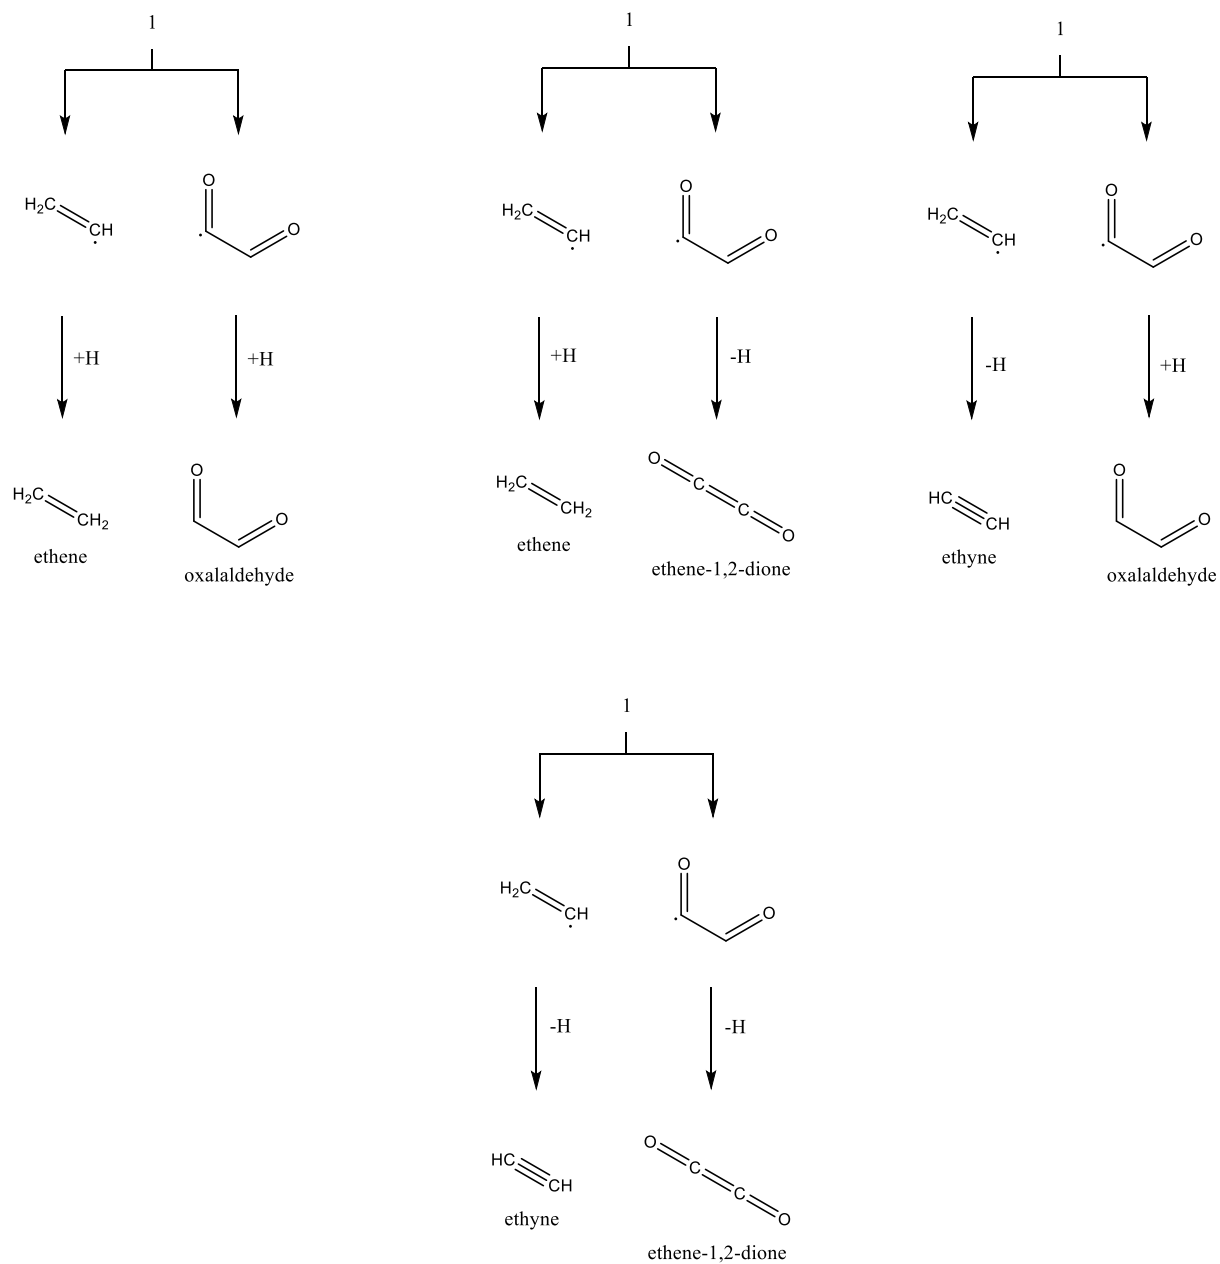 1
1
1
H₂C
CH
O
O
H₂C
CH
O
O
H₂C
CH
O
O
+H
+H
+H
-H
-H
+H
H₂C
CH₂
ethene
O
O
oxalaldehyde
H₂C
CH₂
ethene
O
C
C
O
ethene-1,2-dione
HC
CH
ethyne
O
O
oxalaldehyde
1
H₂C
CH
O
O
-H
-H
HC
CH
ethyne
O
C
C
O
ethene-1,2-dione